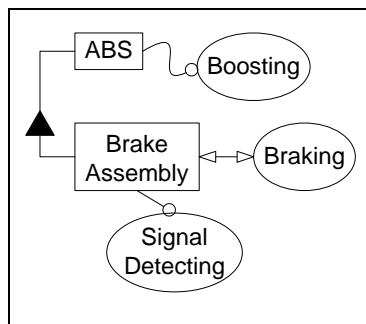 ABS
Boosting
Brake
Assembly
Braking
Signal
Detecting